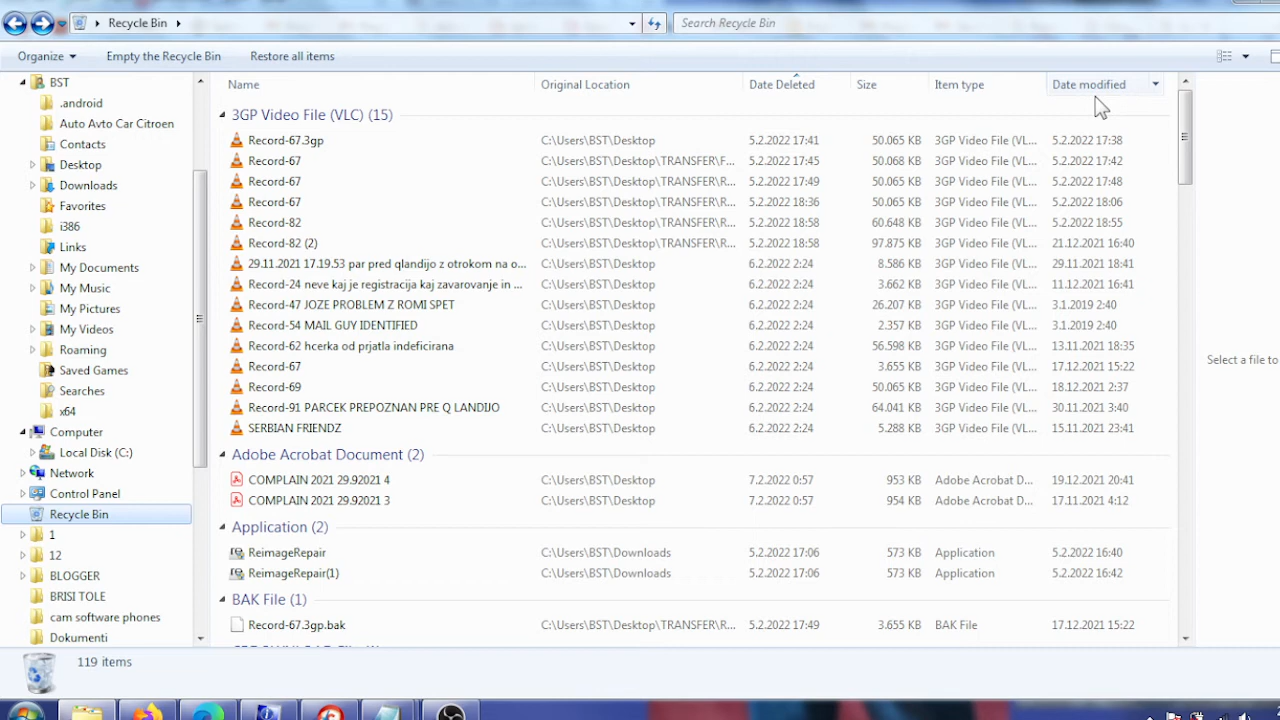 Recycle Bin
Search Recycle Bin
Organize Empty the Recycle Bin Restore all items
BST
.android
Auto Avto Car Citroen
Contacts
Desktop
Downloads
Favorites
i386
Links
My Documents
My Music
My Pictures
My Videos
Roaming
Saved Games
Searches
x64
Computer
Local Disk (C:)
Network
Control Panel
Recycle Bin
1
12
BLOGGER
BRISI TOLE
cam software phones
Dokumenti
Name Original Location Date Deleted Size Item type Date modified
3GP Video File (VLC) (15)
Record-67.3gp C:\Users\BST\Desktop 5.2.2022 17:41 50.065 KB 3GP Video File (VL... 5.2.2022 17:38
Record-67 C:\Users\BST\Desktop\TRANSFER\F... 5.2.2022 17:45 50.068 KB 3GP Video File (VL... 5.2.2022 17:42
Record-67 C:\Users\BST\Desktop\TRANSFER\R... 5.2.2022 17:49 50.065 KB 3GP Video File (VL... 5.2.2022 17:48
Record-67 C:\Users\BST\Desktop\TRANSFER\R... 5.2.2022 18:36 50.065 KB 3GP Video File (VL... 5.2.2022 18:06
Record-82 C:\Users\BST\Desktop\TRANSFER\R... 5.2.2022 18:58 60.648 KB 3GP Video File (VL... 5.2.2022 18:55
Record-82 (2) C:\Users\BST\Desktop\TRANSFER\R... 5.2.2022 18:58 97.875 KB 3GP Video File (VL... 21.12.2021 16:40
29.11.2021 17.19.53 par pred qlandijo z otrokom na o... C:\Users\BST\Desktop 6.2.2022 2:24 8.586 KB 3GP Video File (VL... 29.11.2021 18:41
Record-24 neve kaj je registracija kaj zavarovanje in ... C:\Users\BST\Desktop 6.2.2022 2:24 3.662 KB 3GP Video File (VL... 11.12.2021 16:41
Record-47 JOZE PROBLEM Z ROMI SPET C:\Users\BST\Desktop 6.2.2022 2:24 26.207 KB 3GP Video File (VL... 3.1.2019 2:40
Record-54 MAIL GUY IDENTIFIED C:\Users\BST\Desktop 6.2.2022 2:24 2.357 KB 3GP Video File (VL... 3.1.2019 2:40
Record-62 hcerka od prjatla indeficirana C:\Users\BST\Desktop 6.2.2022 2:24 56.598 KB 3GP Video File (VL... 13.11.2021 18:35
Record-67 C:\Users\BST\Desktop 6.2.2022 2:24 3.655 KB 3GP Video File (VL... 17.12.2021 15:22
Record-69 C:\Users\BST\Desktop 6.2.2022 2:24 50.065 KB 3GP Video File (VL... 18.12.2021 2:37
Record-91 PARCEK PREPOZNAN PRE Q LANDIJO C:\Users\BST\Desktop 6.2.2022 2:24 64.041 KB 3GP Video File (VL... 30.11.2021 3:40
SERBIAN FRIENDZ C:\Users\BST\Desktop 6.2.2022 2:24 5.288 KB 3GP Video File (VL... 15.11.2021 23:41
Adobe Acrobat Document (2)
COMPLAIN 2021 29.92021 4 C:\Users\BST\Desktop 7.2.2022 0:57 953 KB Adobe Acrobat D... 19.12.2021 20:41
COMPLAIN 2021 29.92021 3 C:\Users\BST\Desktop 7.2.2022 0:57 954 KB Adobe Acrobat D... 17.11.2021 4:12
Application (2)
ReimageRepair C:\Users\BST\Downloads 5.2.2022 17:06 573 KB Application 5.2.2022 16:40
ReimageRepair(1) C:\Users\BST\Downloads 5.2.2022 17:06 573 KB Application 5.2.2022 16:42
BAK File (1)
Record-67.3gp.bak C:\Users\BST\Desktop\TRANSFER\R... 5.2.2022 17:49 3.655 KB BAK File 17.12.2021 15:22
Select a file to
119 items